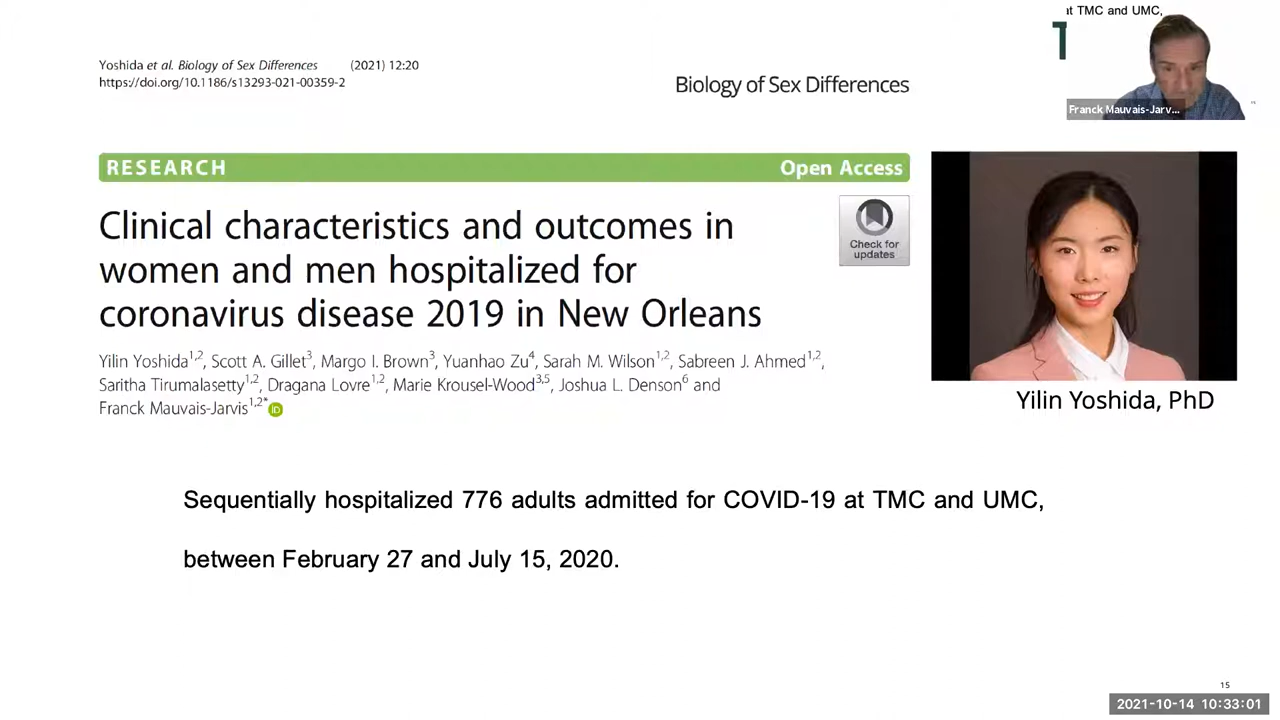 at TMC and UMC,
Yoshida et al. Biology of Sex Differences (2021) 12:20
https://doi.org/10.1186/s13293-021-00359-2
Biology of Sex Differences
Franck Mauvais-Jarv...
RESEARCH
Open Access
Clinical characteristics and outcomes in
women and men hospitalized for
coronavirus disease 2019 in New Orleans
Check for
updates
Yilin Yoshida1,2, Scott A. Gillet3, Margo I. Brown3, Yuanhao Zu4, Sarah M. Wilson1,2, Sabreen J. Ahmed1,2,
Saritha Tirumalasetty1,2, Dragana Lovre1,2, Marie Krousel-Wood3,5, Joshua L. Denson6 and
Franck Mauvais-Jarvis1,2* iD
Yilin Yoshida, PhD
Sequentially hospitalized 776 adults admitted for COVID-19 at TMC and UMC,
between February 27 and July 15, 2020.
15
2021-10-14 10:33:01